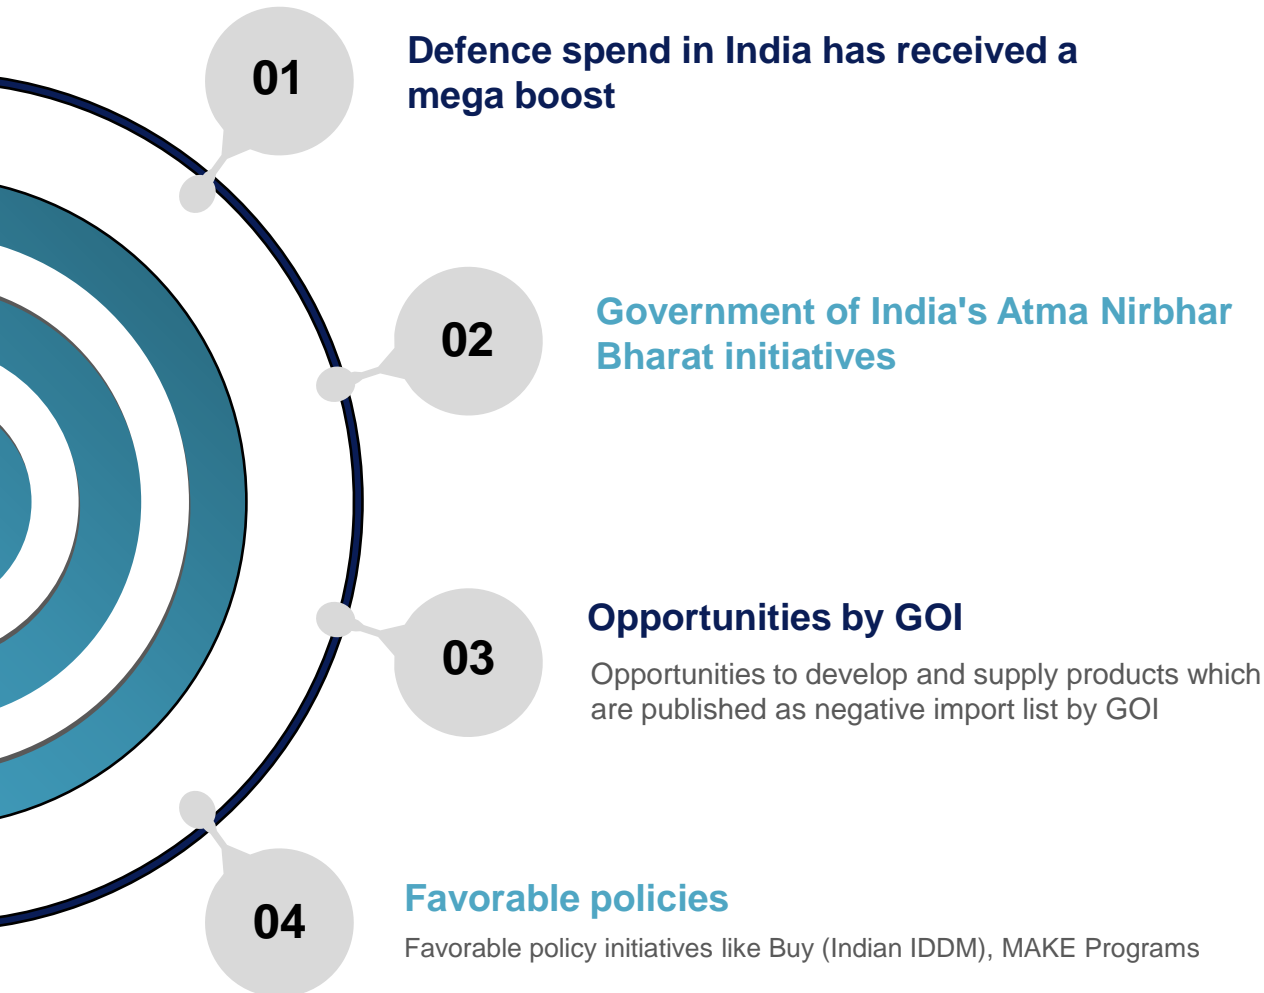 01
Defence spend in India has received a
mega boost
02
Government of India's Atma Nirbhar
Bharat initiatives
03
Opportunities by GOI
Opportunities to develop and supply products which
are published as negative import list by GOI
04
Favorable policies
Favorable policy initiatives like Buy (Indian IDDM), MAKE Programs